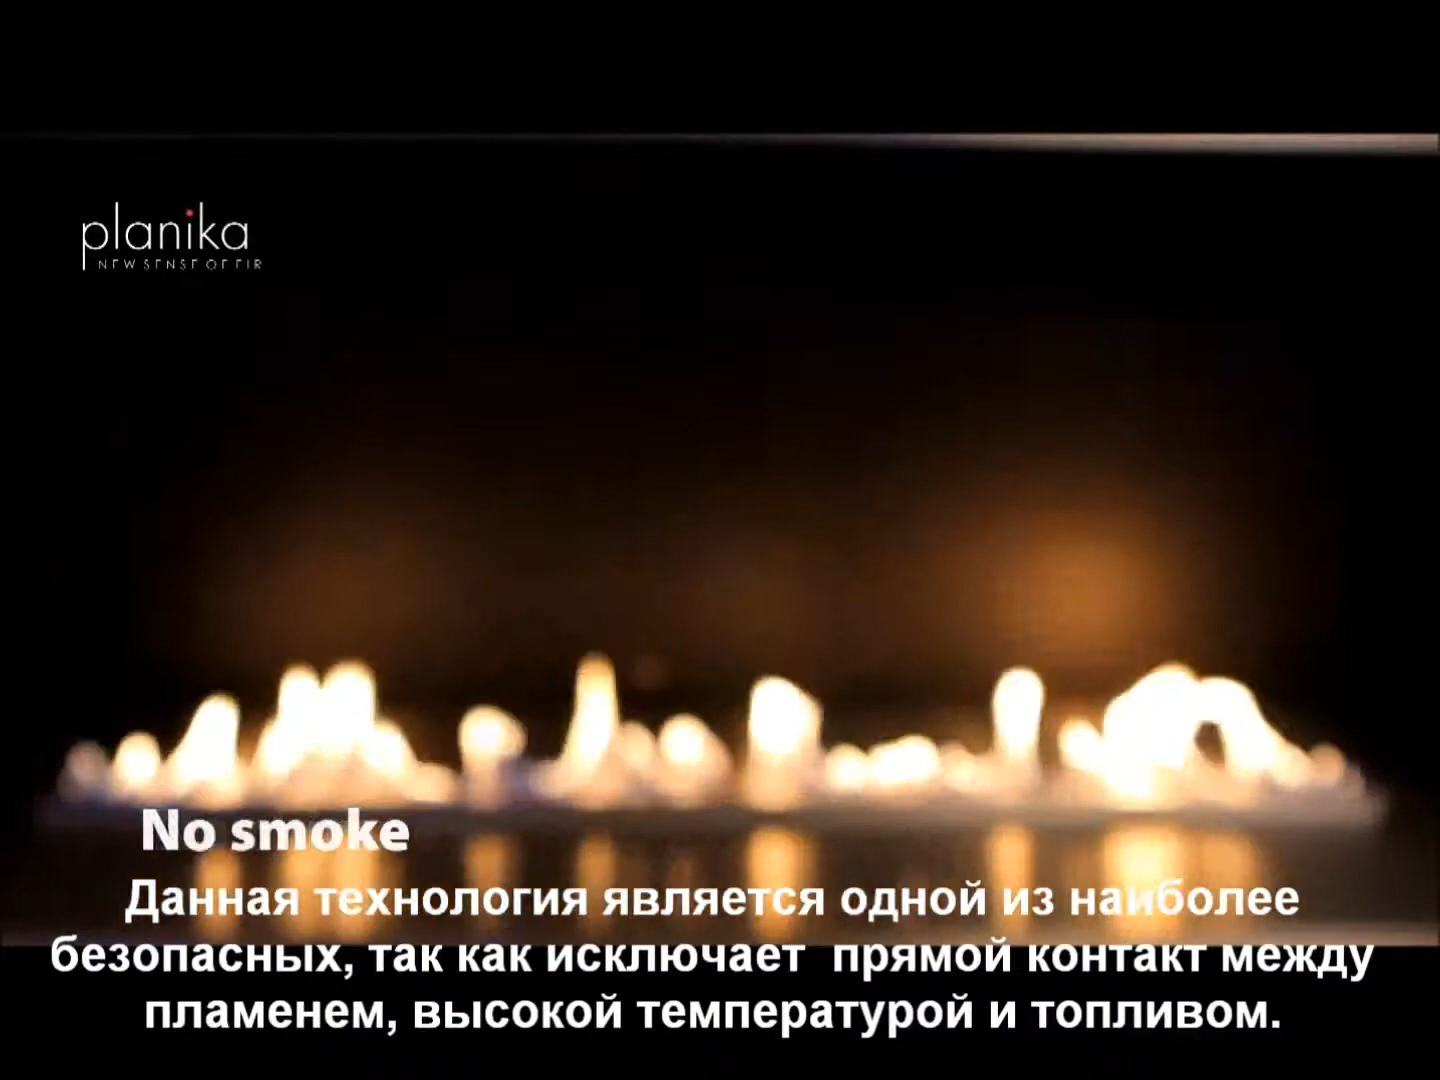 planika
No smoke
Данная технология является одной из наиболее
безопасных, так как исключает прямой контакт между
пламенем, высокой температурой и топливом.